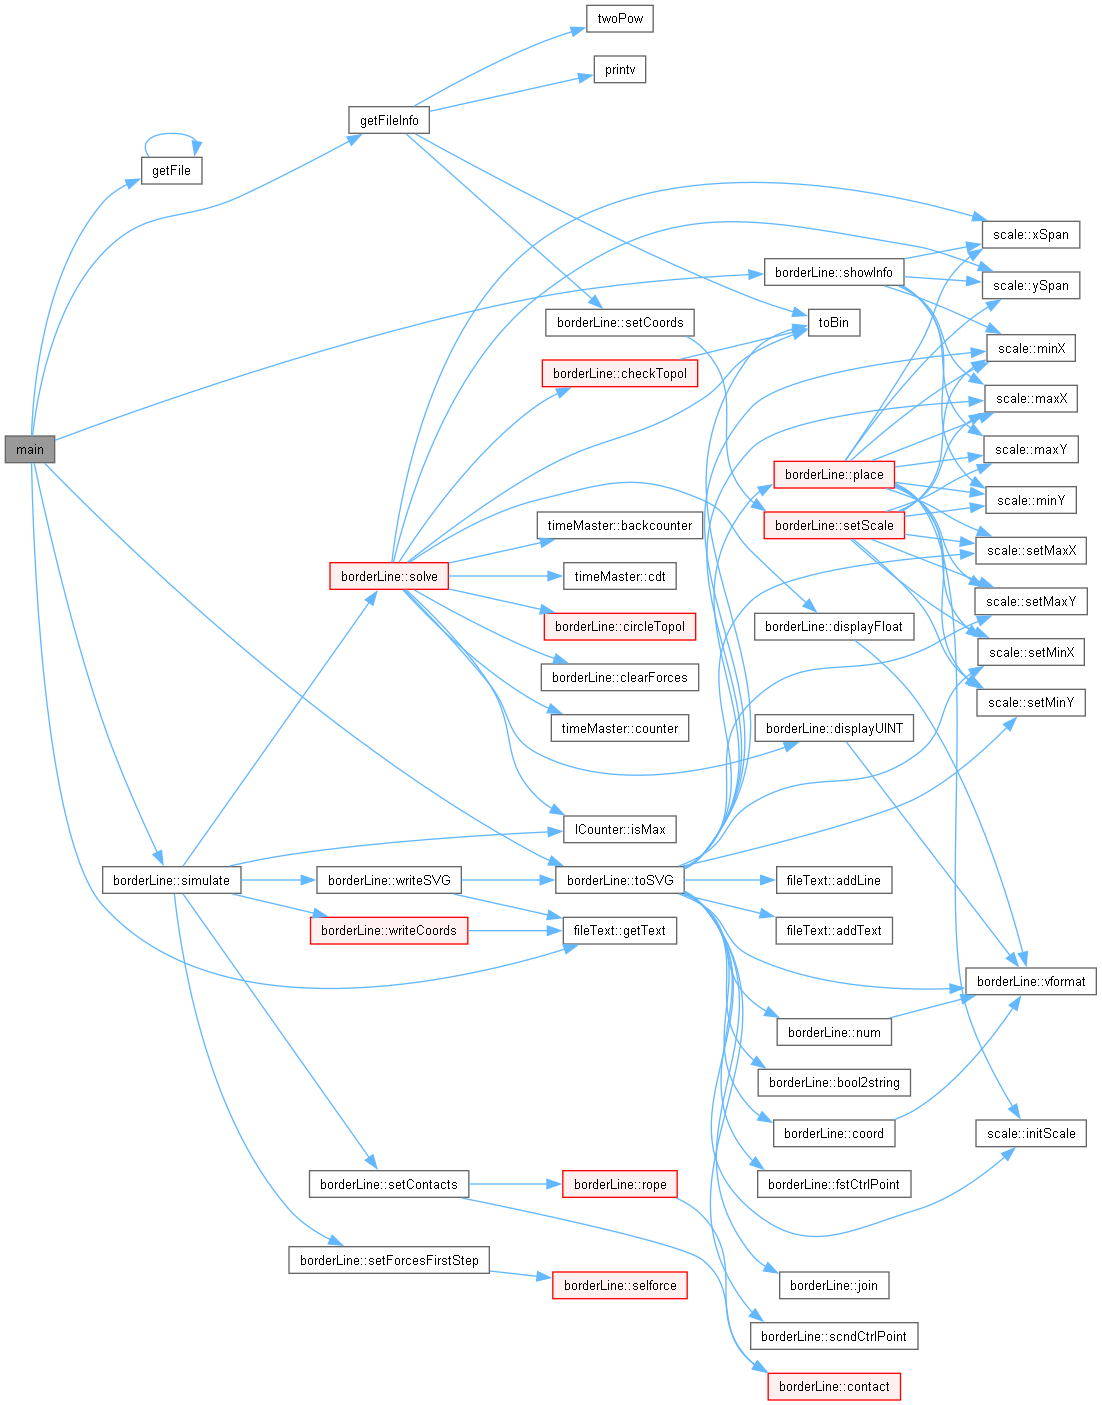 twoPow
printv
getFileInfo
getFile
scale::xSpan
borderLine::showInfo
scale::ySpan
borderLine::setCoords
toBin
scale::minX
borderLine::checkTopol
scale::maxX
main
scale::maxY
borderLine::place
scale::minY
timeMaster::backcounter
borderLine::setScale
scale::setMaxX
borderLine::solve
timeMaster::cdt
scale::setMaxY
borderLine::circleTopol
borderLine::displayFloat
scale::setMinX
borderLine::clearForces
scale::setMinY
timeMaster::counter
borderLine::displayUINT
ICounter::isMax
borderLine::simulate
borderLine::writeSVG
borderLine::toSVG
fileText::addLine
borderLine::writeCoords
fileText::getText
fileText::addText
borderLine::vformat
borderLine::num
borderLine::bool2string
borderLine::coord
scale::initScale
borderLine::setContacts
borderLine::rope
borderLine::fstCtrlPoint
borderLine::setForcesFirstStep
borderLine::selforce
borderLine::join
borderLine::scndCtrlPoint
borderLine::contact